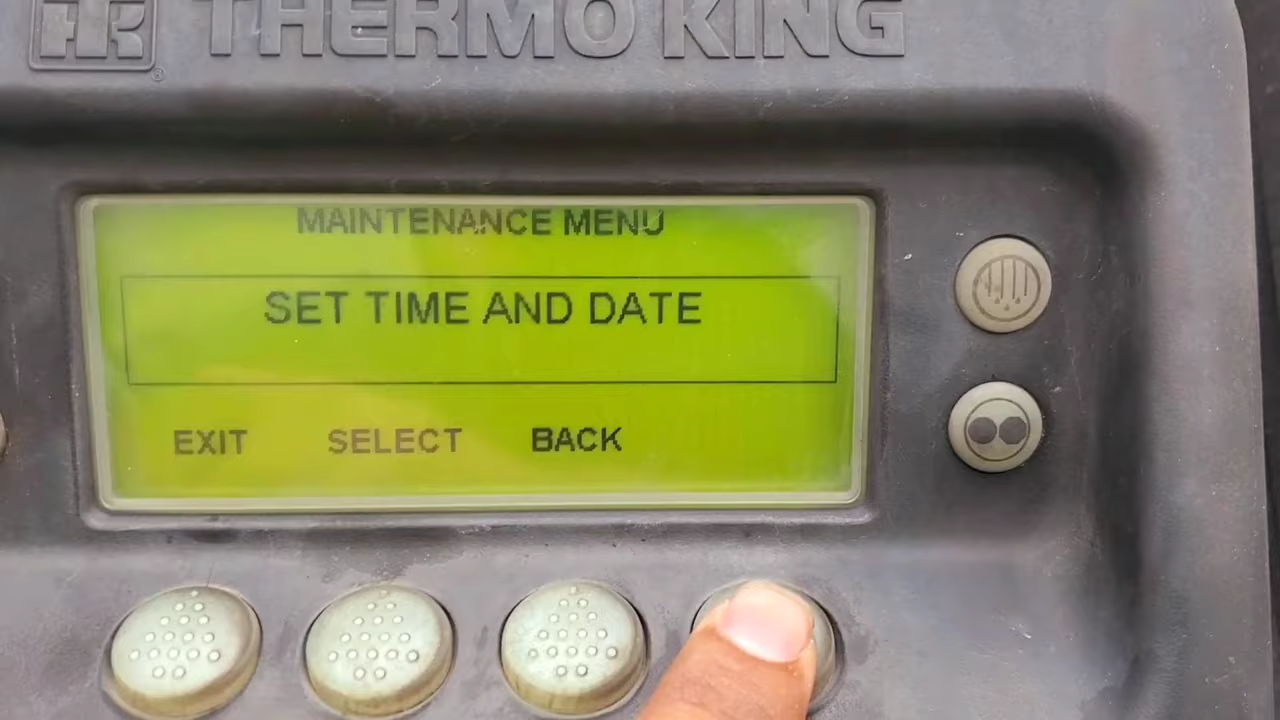 THERMO KING
MAINTENANCE MENU
SET TIME AND DATE
EXIT SELECT BACK